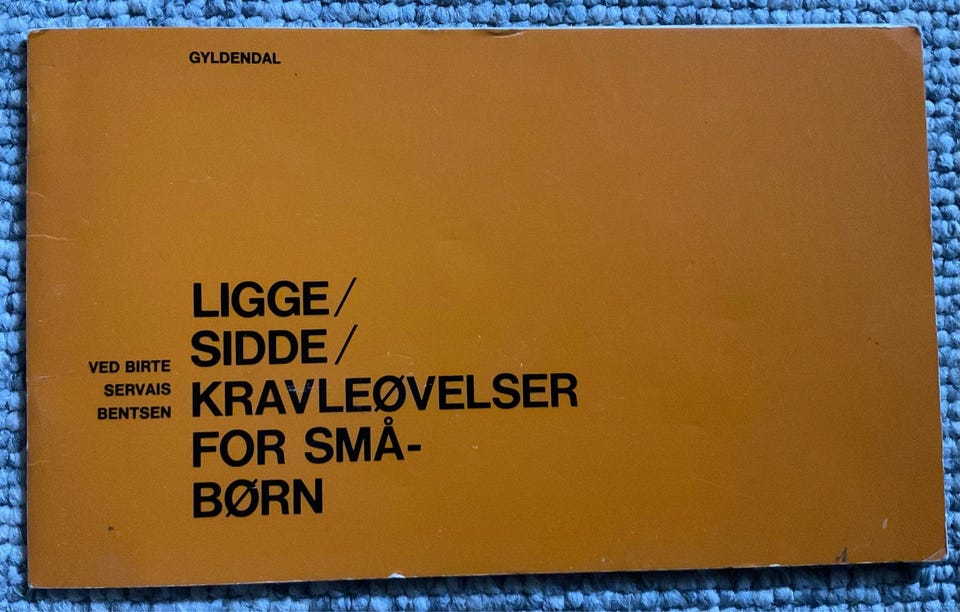 GYLDENDAL
VED BIRTE
SERVAIS
BENTSEN
LIGGE/
SIDDE/
KRAVLEØVELSER
FOR SMÅ-
BØRN